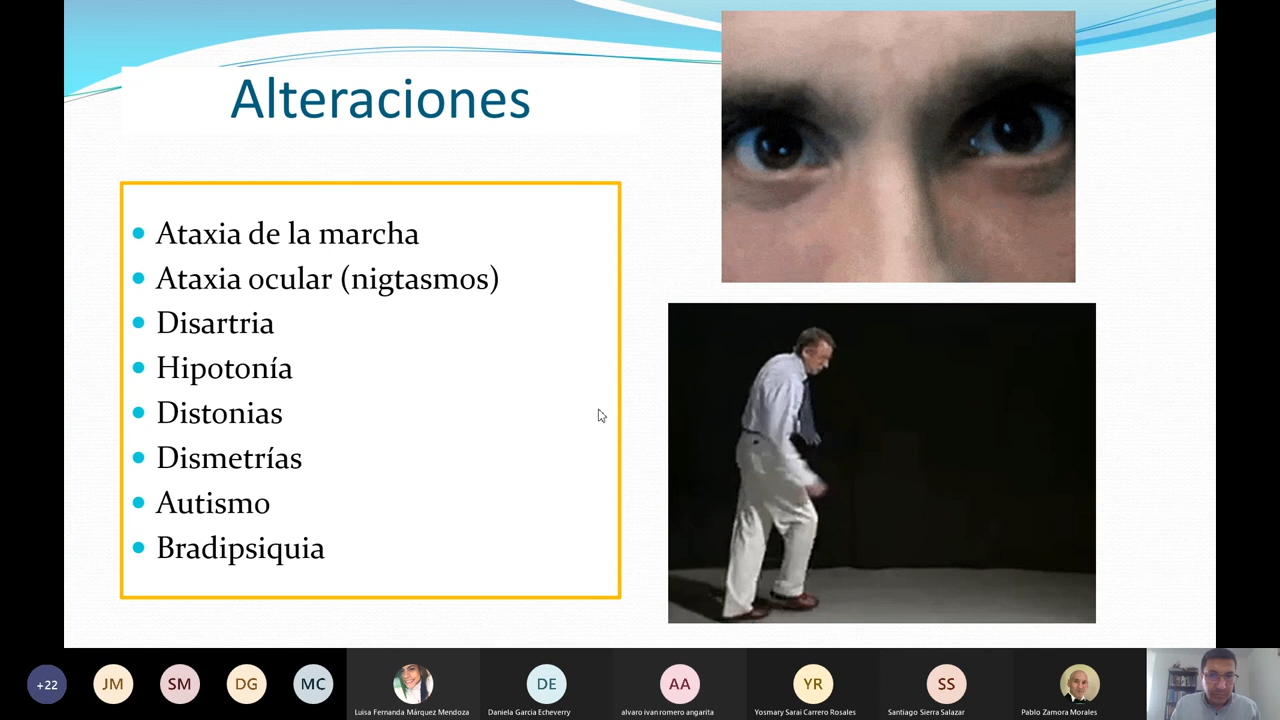 Alteraciones
Ataxia de la marcha
Ataxia ocular (nigtasmos)
Disartria
Hipotonía
Distonias
Dismetrías
Autismo
Bradipsiquia
+22
JM
SM
DG
MC
DE
AA
YR
SS
Luisa Fernanda Márquez Mendoza
Daniela Garcia Echeverry
alvaro ivan romero angarita
Yosmary Sarai Carrero Rosales
Santiago Sierra Salazar
Pablo Zamora Morales